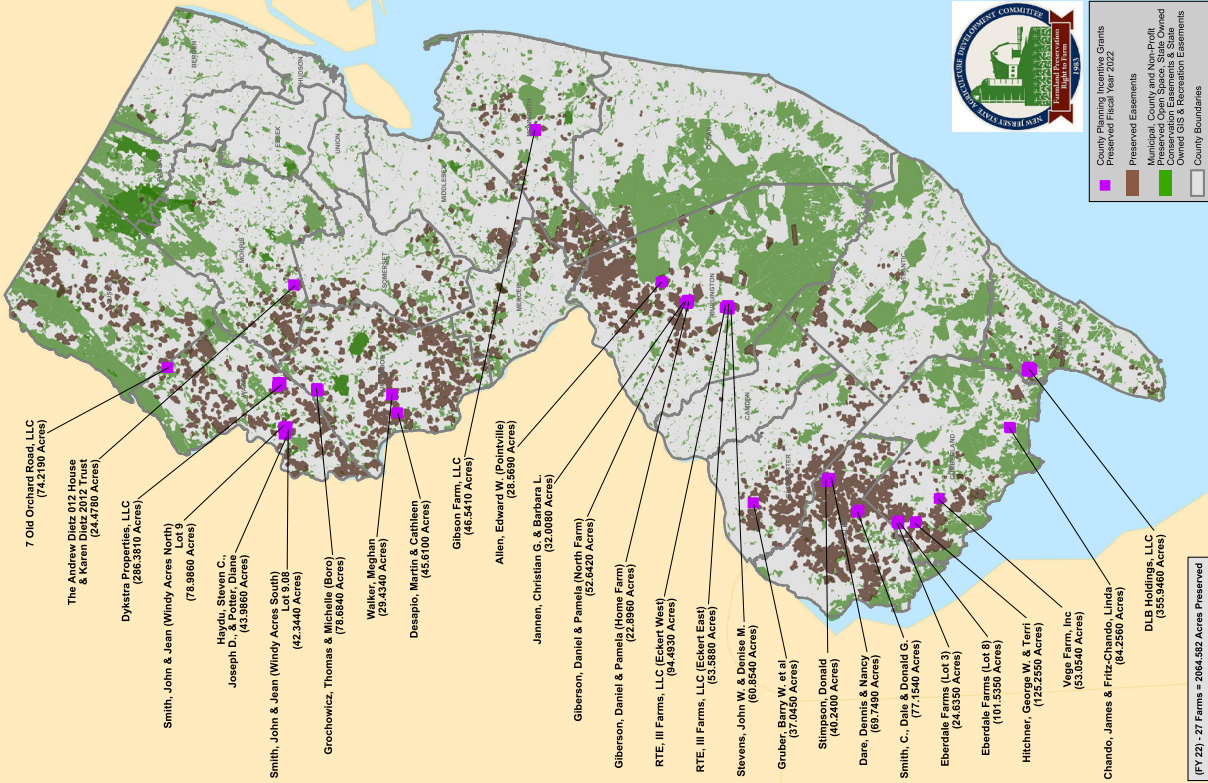 7 Old Orchard Road, LLC
(74.2190 Acres)
The Andrew Dietz 012 House
& Karen Dietz 2012 Trust
(24.4780 Acres)
Dykstra Properties, LLC
(286.3810 Acres)
Smith, John & Jean (Windy Acres North)
Lot 9
(78.9860 Acres)
Haydu, Steven C.,
Joseph D., & Potter, Diane
(43.9860 Acres)
Smith, John & Jean (Windy Acres South)
Lot 9.08
(42.3440 Acres)
Grochowicz, Thomas & Michelle (Boro)
(78.6840 Acres)
Walker, Meghan
(29.4340 Acres)
Desapio, Martin & Cathleen
(45.6100 Acres)
Gibson Farm, LLC
(46.5410 Acres)
Allen, Edward W. (Pointville)
(28.5690 Acres)
Jannen, Christian G. & Barbara L.
(32.0080 Acres)
Giberson, Daniel & Pamela (North Farm)
(52.6420 Acres)
Giberson, Daniel & Pamela (Home Farm)
(22.8960 Acres)
RTE, III Farms, LLC (Eckert West)
(94.4930 Acres)
RTE, III Farms, LLC (Eckert East)
(53.5880 Acres)
Stevens, John W. & Denise M.
(60.8540 Acres)
Gruber, Barry W. et al
(37.0450 Acres)
Stimpson, Donald
(40.2400 Acres)
Dare, Dennis & Nancy
(69.7490 Acres)
Smith, C., Dale & Donald G.
(77.1540 Acres)
Eberdale Farms (Lot 3)
(24.6350 Acres)
Eberdale Farms (Lot 8)
(101.5350 Acres)
Hitchner, George W. & Terri
(125.2550 Acres)
Vege Farm, Inc
(53.0540 Acres)
Chando, James & Fritz-Chando, Linda
(84.2560 Acres)
DLB Holdings, LLC
(355.9460 Acres)
BERGEN
HUDSON
ESSEX
UNION
MORRIS
SOMERSET
MIDDLESEX
MERCER
BURLINGTON
CAMDEN
NEW JERSEY STATE AGRICULTURE DEVELOPMENT COMMITTEE
Farmland Preservation
Right to Farm
1983
County Planning Incentive Grants
Preserved Fiscal Year 2022
Preserved Easements
Municipal, County and Non-Profit
Preserved Open Space, State Owned
Conservation Easements & State
Owned GIS & Recreation Easements
County Boundaries
(FY 22) - 27 Farms = 2064.582 Acres Preserved